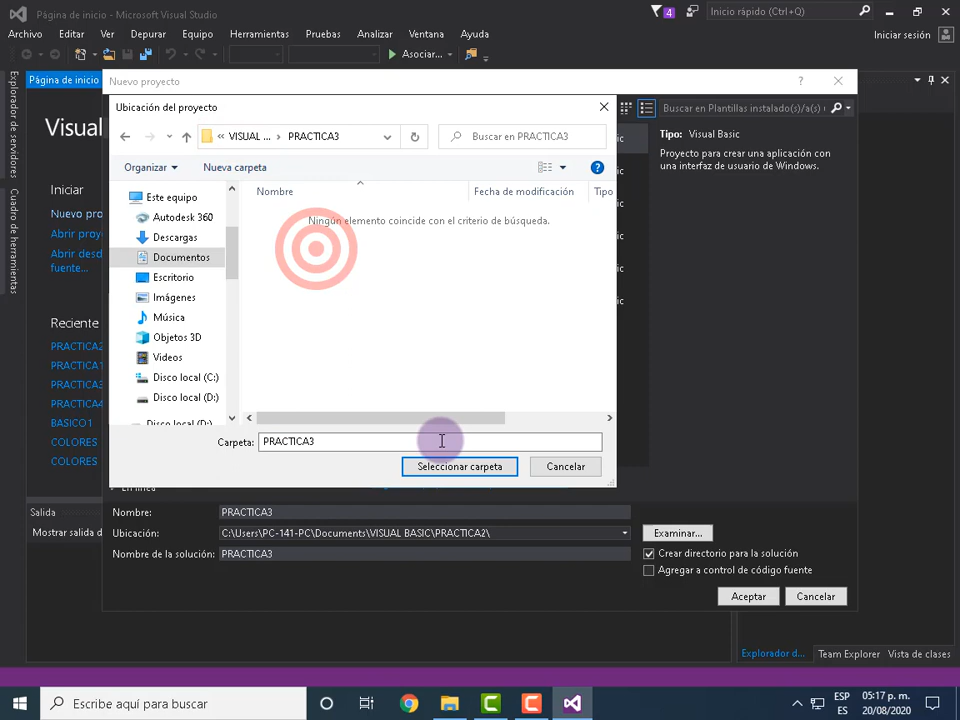 Página de inicio - Microsoft Visual Studio
4
Inicio rápido (Ctrl+Q)
Archivo Editar Ver Depurar Equipo Herramientas Pruebas Analizar Ventana Ayuda
Iniciar sesión
Asociar...
Explorador de servidores
Cuadro de herramientas
Página de inicio
Visual
Iniciar
Nuevo pro
Abrir proye
Abrir desd
fuente...
Reciente
PRACTICA2
PRACTICA1
PRACTICA3
PRACTICA4
BASICO1
COLORES
COLORES
Salida
Mostrar salida d
Nuevo proyecto
?
Buscar en Plantillas instalado(s)/a(s)
Tipo: Visual Basic
Proyecto para crear una aplicación
con una interfaz de usuario de Windows.
Ubicación del proyecto
« VISUAL ... › PRACTICA3
Buscar en PRACTICA3
Organizar
Nueva carpeta
?
Este equipo
Autodesk 360
Descargas
Documentos
Escritorio
Imágenes
Música
Objetos 3D
Videos
Disco local (C:)
Disco local (D:)
Disco local (D:)
Nombre Fecha de modificación Tipo
Ningún elemento coincide con el criterio de búsqueda.
Carpeta: PRACTICA3
Seleccionar carpeta
Cancelar
En línea
Nombre: PRACTICA3
Ubicación: C:\Users\PC-141-PC\Documents\VISUAL BASIC\PRACTICA2\
Examinar...
Nombre de la solución: PRACTICA3
Crear directorio para la solución
Agregar a control de código fuente
Aceptar
Cancelar
Explorador d... Team Explorer Vista de clases
Escribe aquí para buscar
ESP
ES
05:17 p. m.
20/08/2020